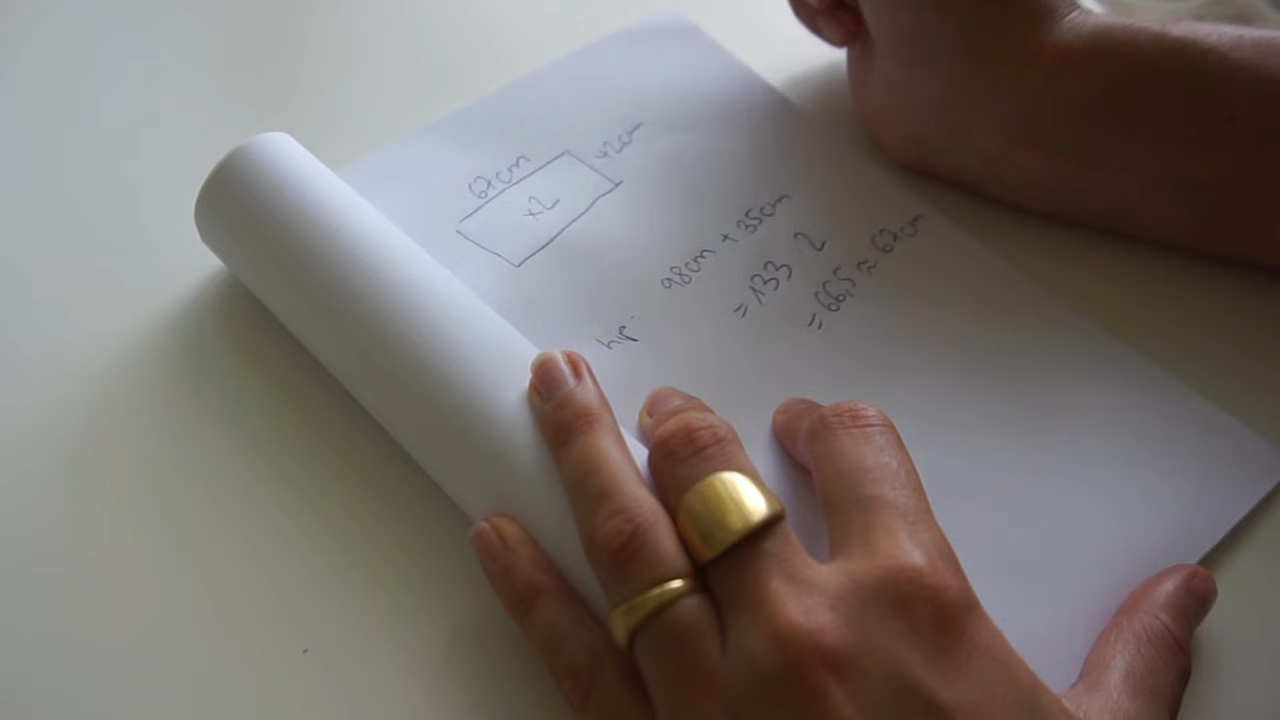 67cm
42cm
x2
hip: 98cm + 35cm
= 133 : 2
= 66,5 ≈ 67cm